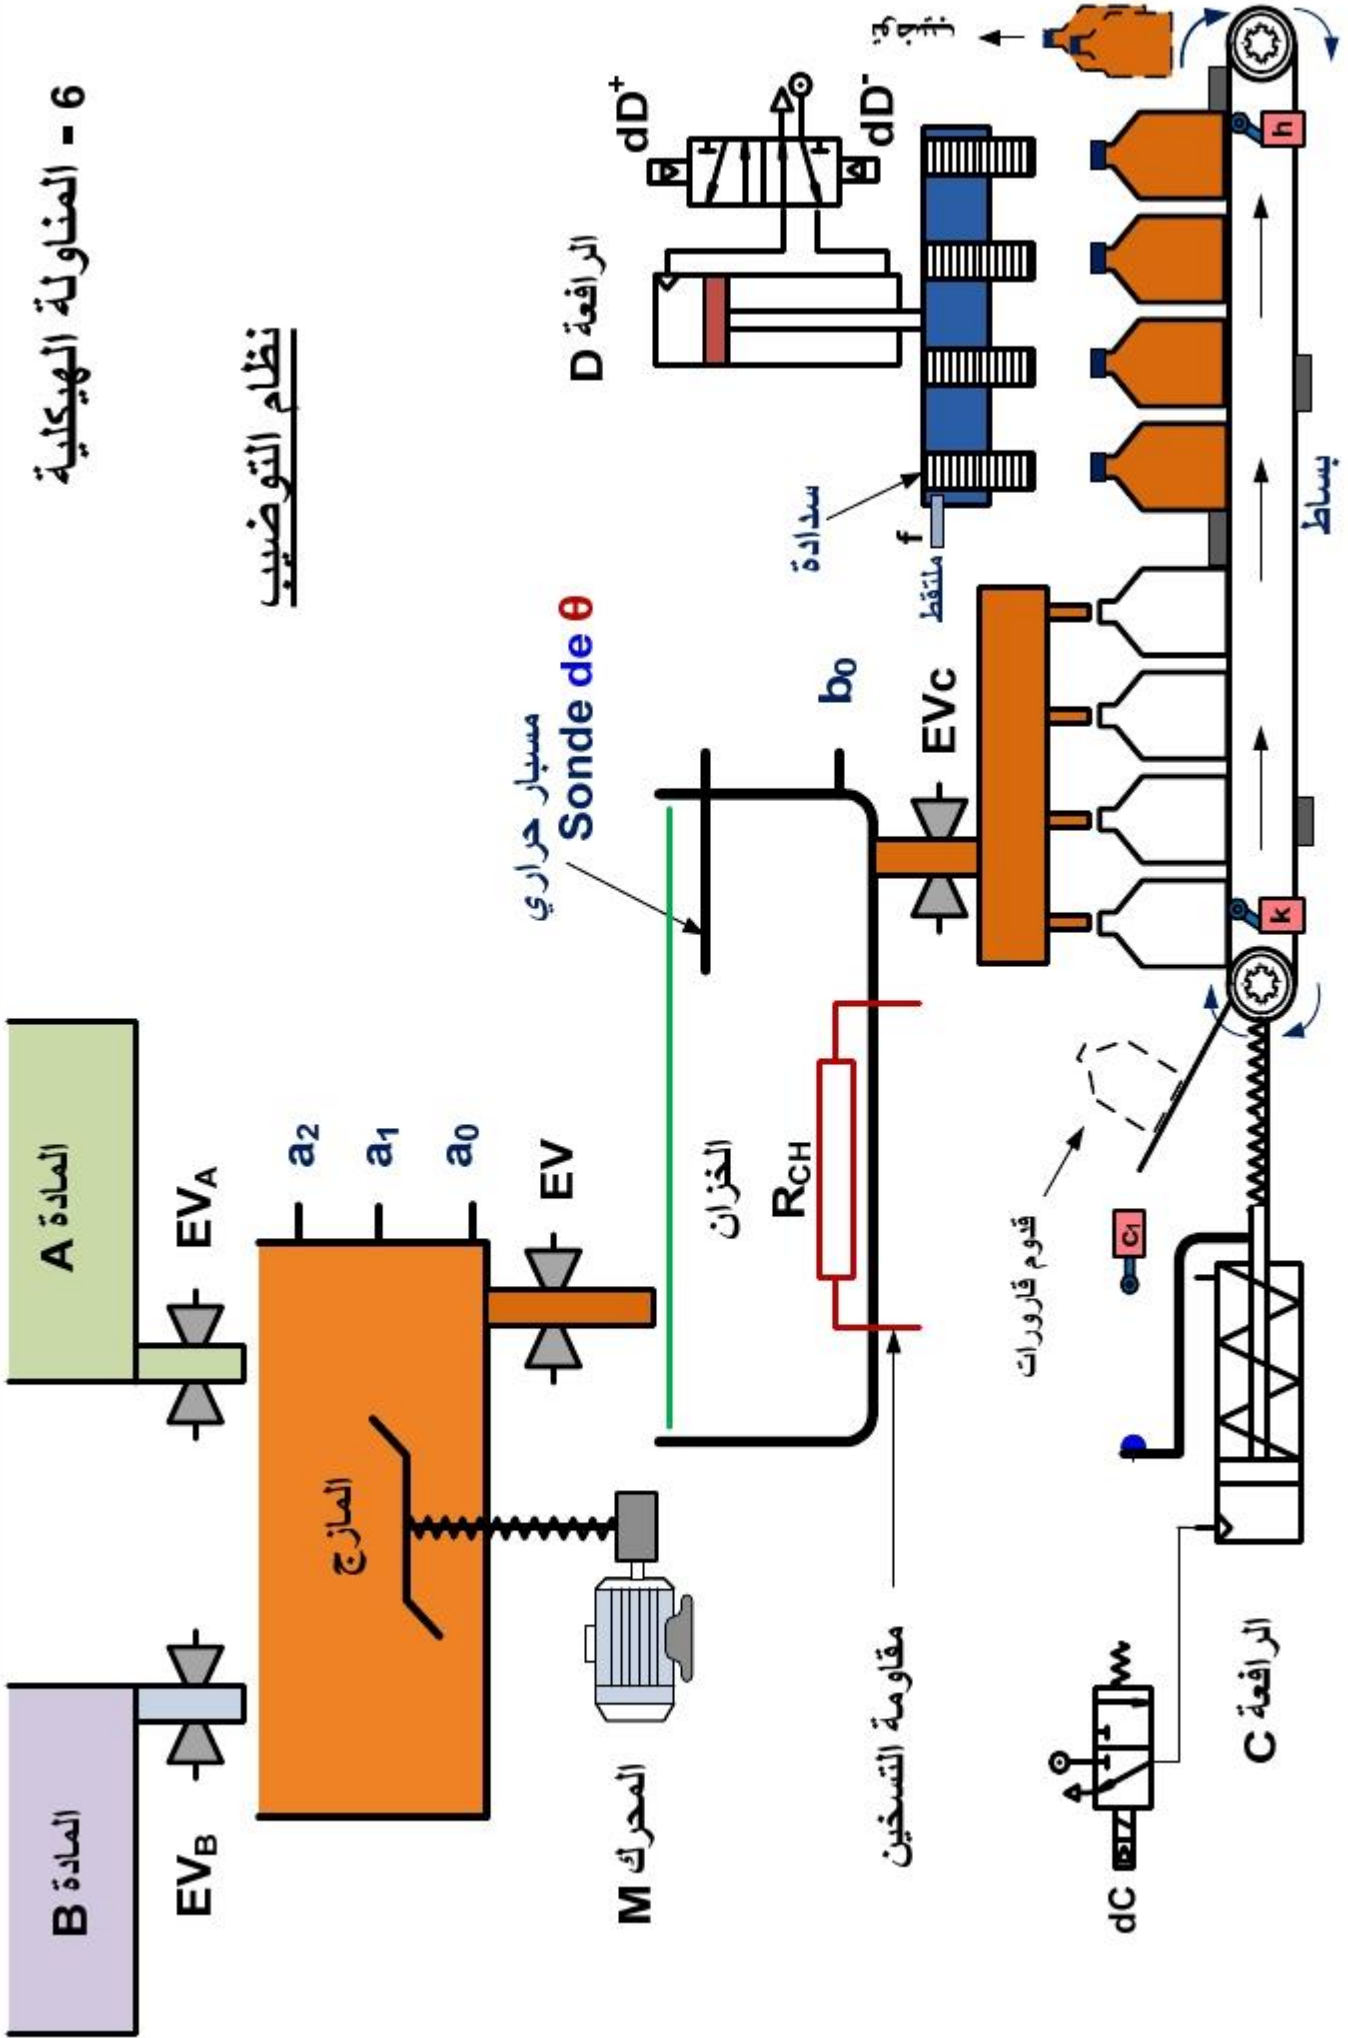 6 - المناولة الهيكلية
نظام التوضيب
المادة B
المادة A
EVB
EVA
a2
a1
a0
المازج
المحرك M
EV
الخزان
RCH
مقاومة التسخين
مسبار حراري
Sonde de θ
b0
EVC
الرافعة D
dD+
dD-
سدادة
ملتقط
f
قدوم قارورات
c1
dC
الرافعة C
k
h
بساط